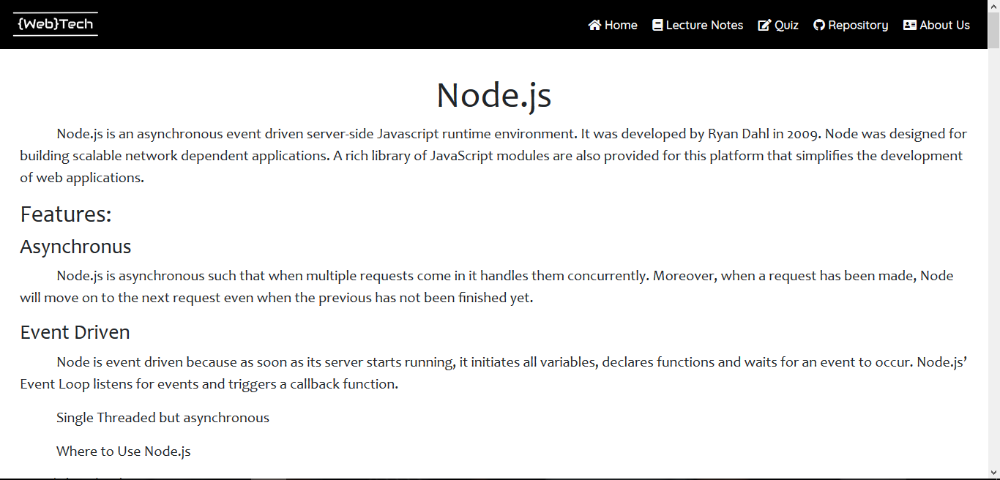 {Web}Tech
Home Lecture Notes Quiz Repository About Us
Node.js
Node.js is an asynchronous event driven server-side Javascript runtime environment. It was developed by Ryan Dahl in 2009. Node was designed for
building scalable network dependent applications. A rich library of JavaScript modules are also provided for this platform that simplifies the development
of web applications.
Features:
Asynchronus
Node.js is asynchronous such that when multiple requests come in it handles them concurrently. Moreover, when a request has been made, Node
will move on to the next request even when the previous has not been finished yet.
Event Driven
Node is event driven because as soon as its server starts running, it initiates all variables, declares functions and waits for an event to occur. Node.js’
Event Loop listens for events and triggers a callback function.
Single Threaded but asynchronous
Where to Use Node.js